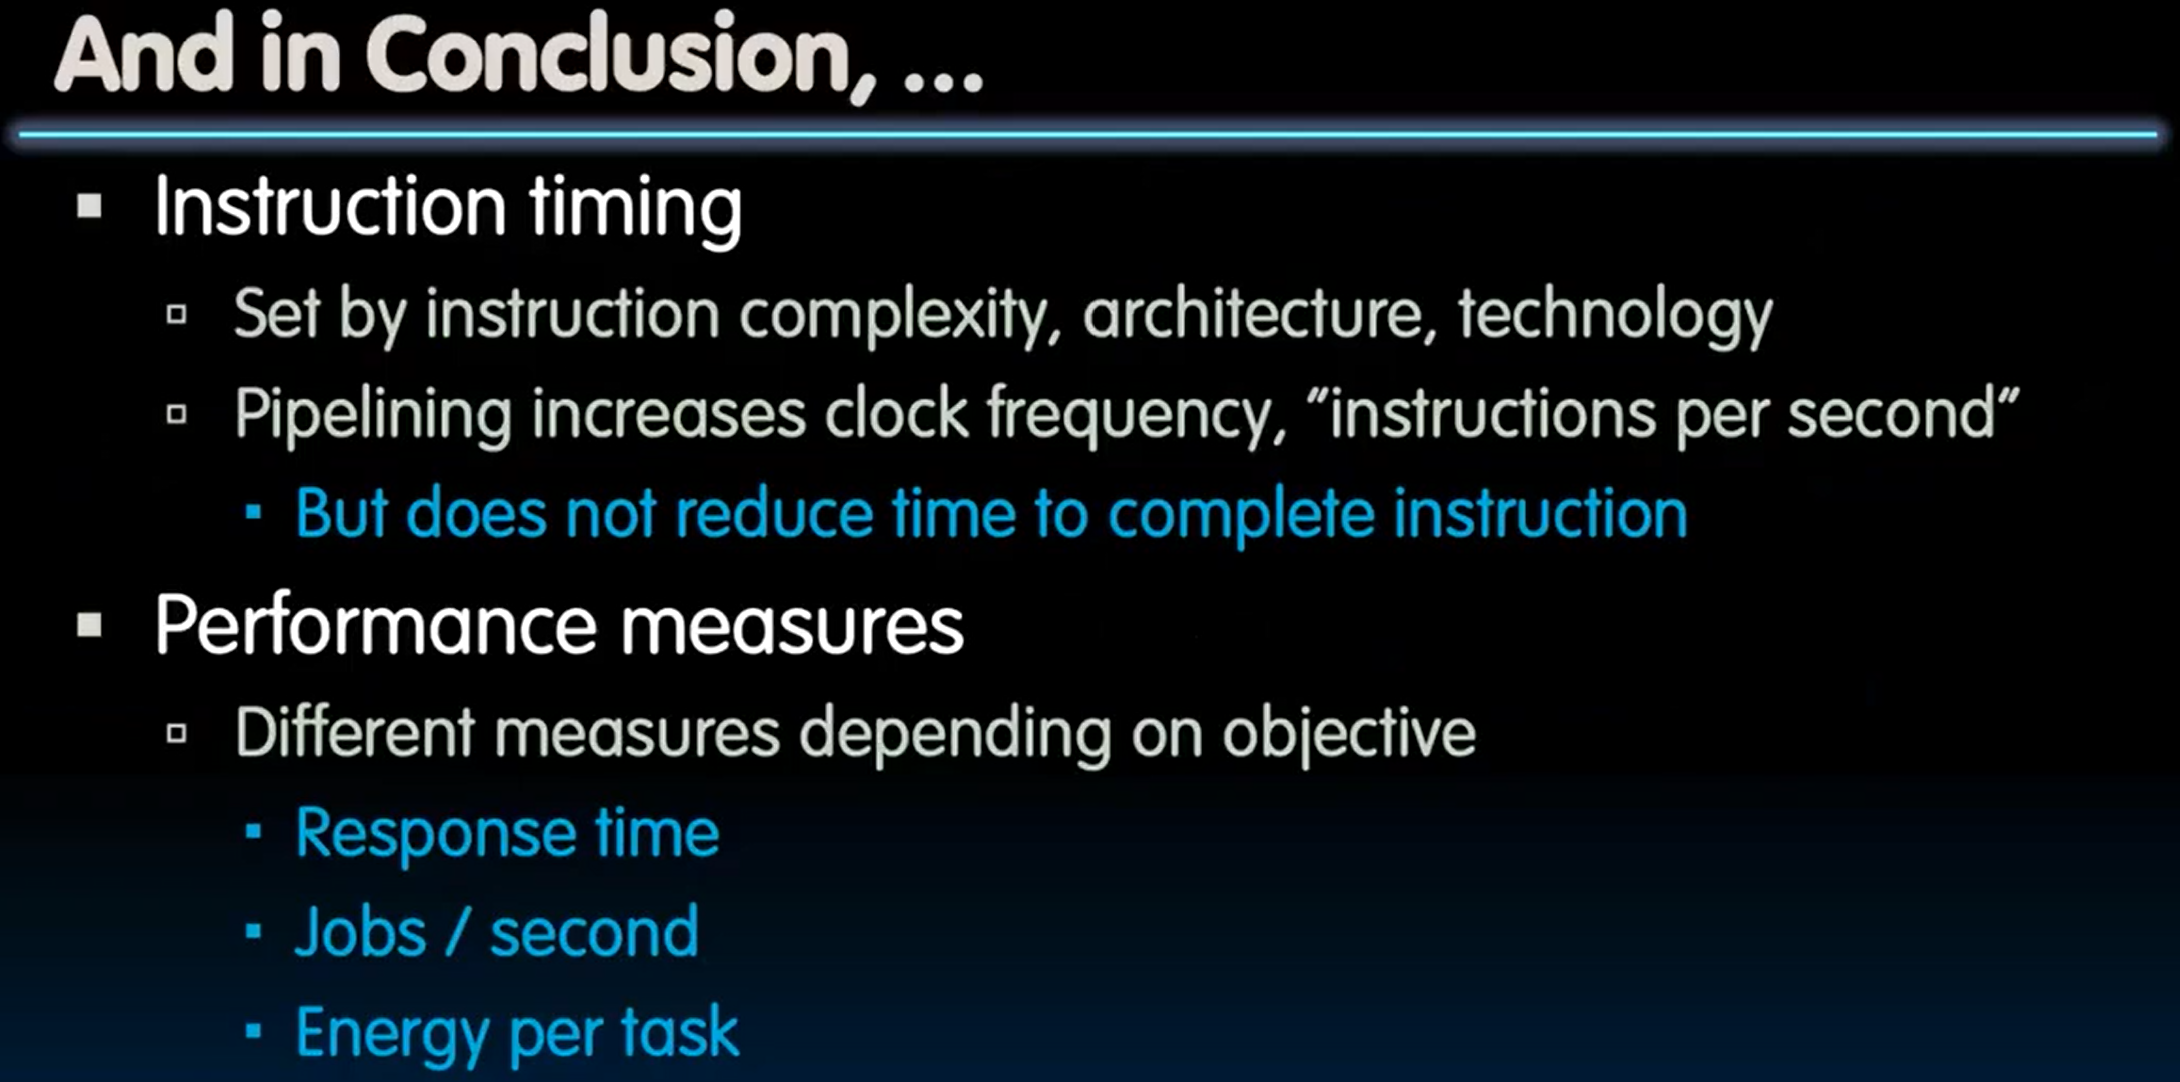 And in Conclusion, ...
Instruction timing
Set by instruction complexity, architecture, technology
Pipelining increases clock frequency, “instructions per second”
But does not reduce time to complete instruction
Performance measures
Different measures depending on objective
Response time
Jobs / second
Energy per task